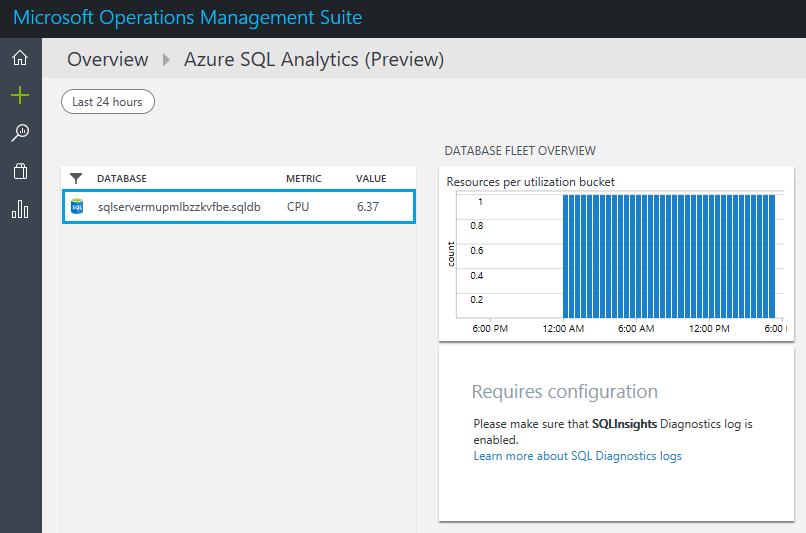 Microsoft Operations Management Suite
Overview Azure SQL Analytics (Preview)
Last 24 hours
DATABASE METRIC VALUE
SQL sqlservermupmlbzzkvfbe.sqldb CPU 6.37
DATABASE FLEET OVERVIEW
Resources per utilization bucket
count
1
0.8
0.6
0.4
0.2
6:00 PM 12:00 AM 6:00 AM 12:00 PM 6:00
Requires configuration
Please make sure that SQLInsights Diagnostics log is
enabled.
Learn more about SQL Diagnostics logs